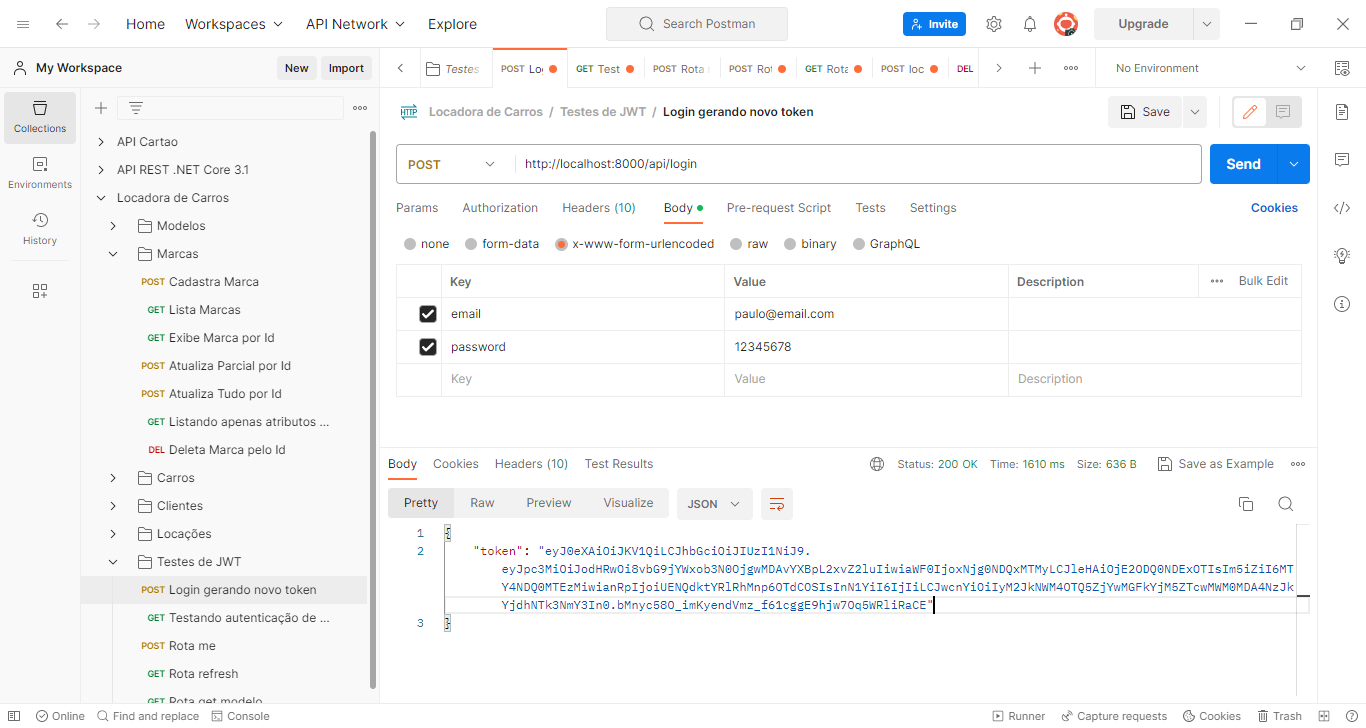 Home Workspaces API Network Explore Search Postman Invite Upgrade
My Workspace New Import
Testes POST Lo GET Test POST Rota POST Rot GET Rota POST loc DEL No Environment
Collections
Environments
History
API Cartao
API REST .NET Core 3.1
Locadora de Carros
Modelos
Marcas
POST Cadastra Marca
GET Lista Marcas
GET Exibe Marca por Id
POST Atualiza Parcial por Id
POST Atualiza Tudo por Id
GET Listando apenas atributos ...
DEL Deleta Marca pelo Id
Carros
Clientes
Locações
Testes de JWT
POST Login gerando novo token
GET Testando autenticação de ...
POST Rota me
GET Rota refresh
GET Rota get modelo
HTTP Locadora de Carros / Testes de JWT / Login gerando novo token Save
POST http://localhost:8000/api/login Send
Params Authorization Headers (10) Body Pre-request Script Tests Settings Cookies
none form-data x-www-form-urlencoded raw binary GraphQL
Key Value Description Bulk Edit
email paulo@email.com
password 12345678
Key Value Description
Body Cookies Headers (10) Test Results Status: 200 OK Time: 1610 ms Size: 636 B Save as Example
Pretty Raw Preview Visualize JSON
1 {
2 "token": "eyJ0eXAiOiJKV1QiLCJhbGciOiJIUzI1NiJ9.
eyJpc3MiOiJodHRwOi8vbG9jYWxob3N0OjgwMDAvYXBpL2xvZ2luIiwiaWF0IjoxNjg0NDQxMTMyLCJleHAiOjE2ODQ0NDExOTIsIm5iZiI6MT
Y4NDQ0MTEzMiwianRpIjoiUENQdktYRlRhMnp6OTdCOSIsInN1YiI6IjIiLCJwcnYiOiIyM2JkNWM4OTQ5ZjYwMGFkYjM5ZTcwMWM0MDA4NzJk
YjdhNTk3NmY3In0.bMnyc58O_imKyendVmz_f61cggE9hjw7Oq5WRliRaCE"
3 }
Online Find and replace Console Runner Capture requests Cookies Trash